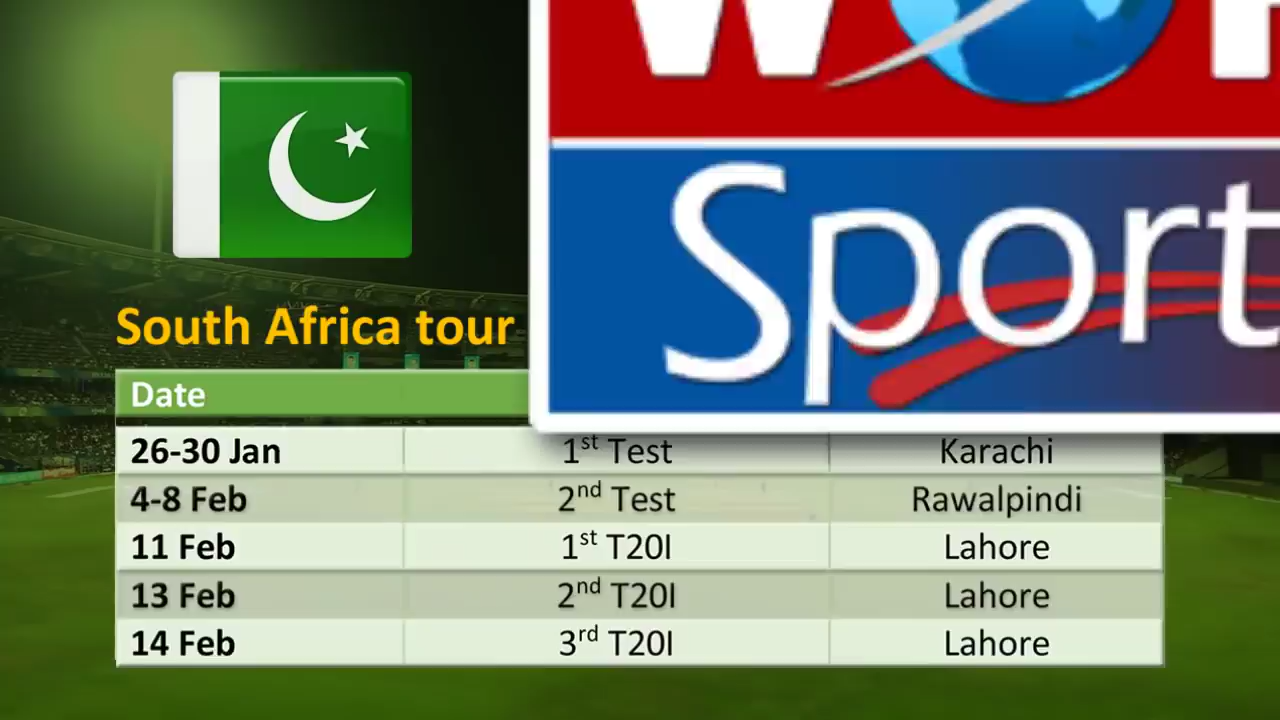 Sport
South Africa tour
Date
26-30 Jan 1st Test Karachi
4-8 Feb 2nd Test Rawalpindi
11 Feb 1st T20I Lahore
13 Feb 2nd T20I Lahore
14 Feb 3rd T20I Lahore